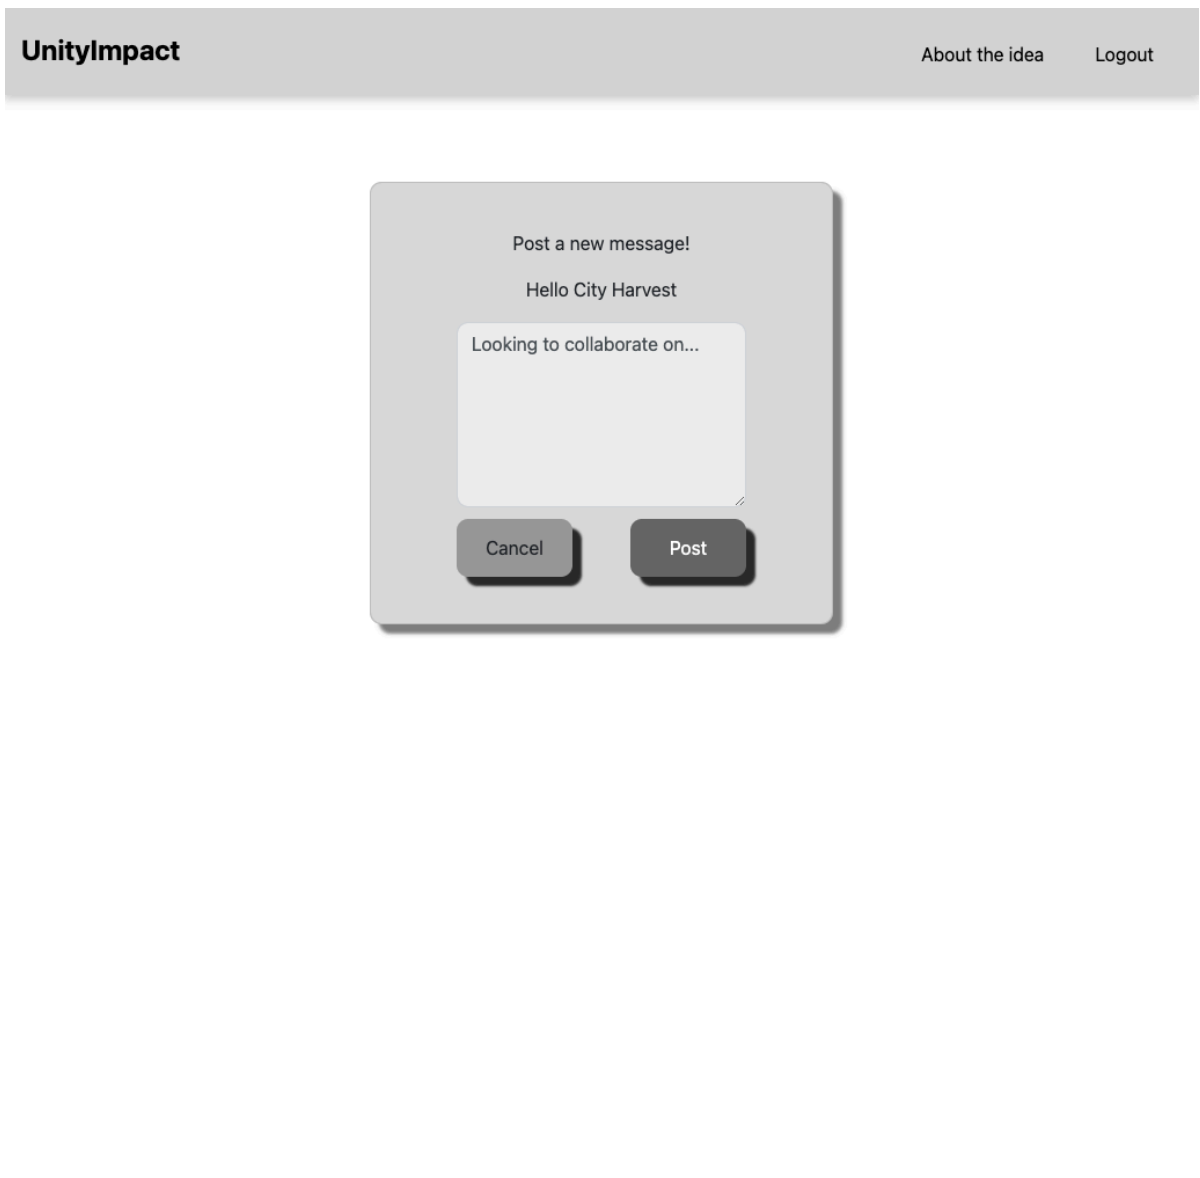 UnityImpact
About the idea
Logout
Post a new message!
Hello City Harvest
Looking to collaborate on...
Cancel
Post